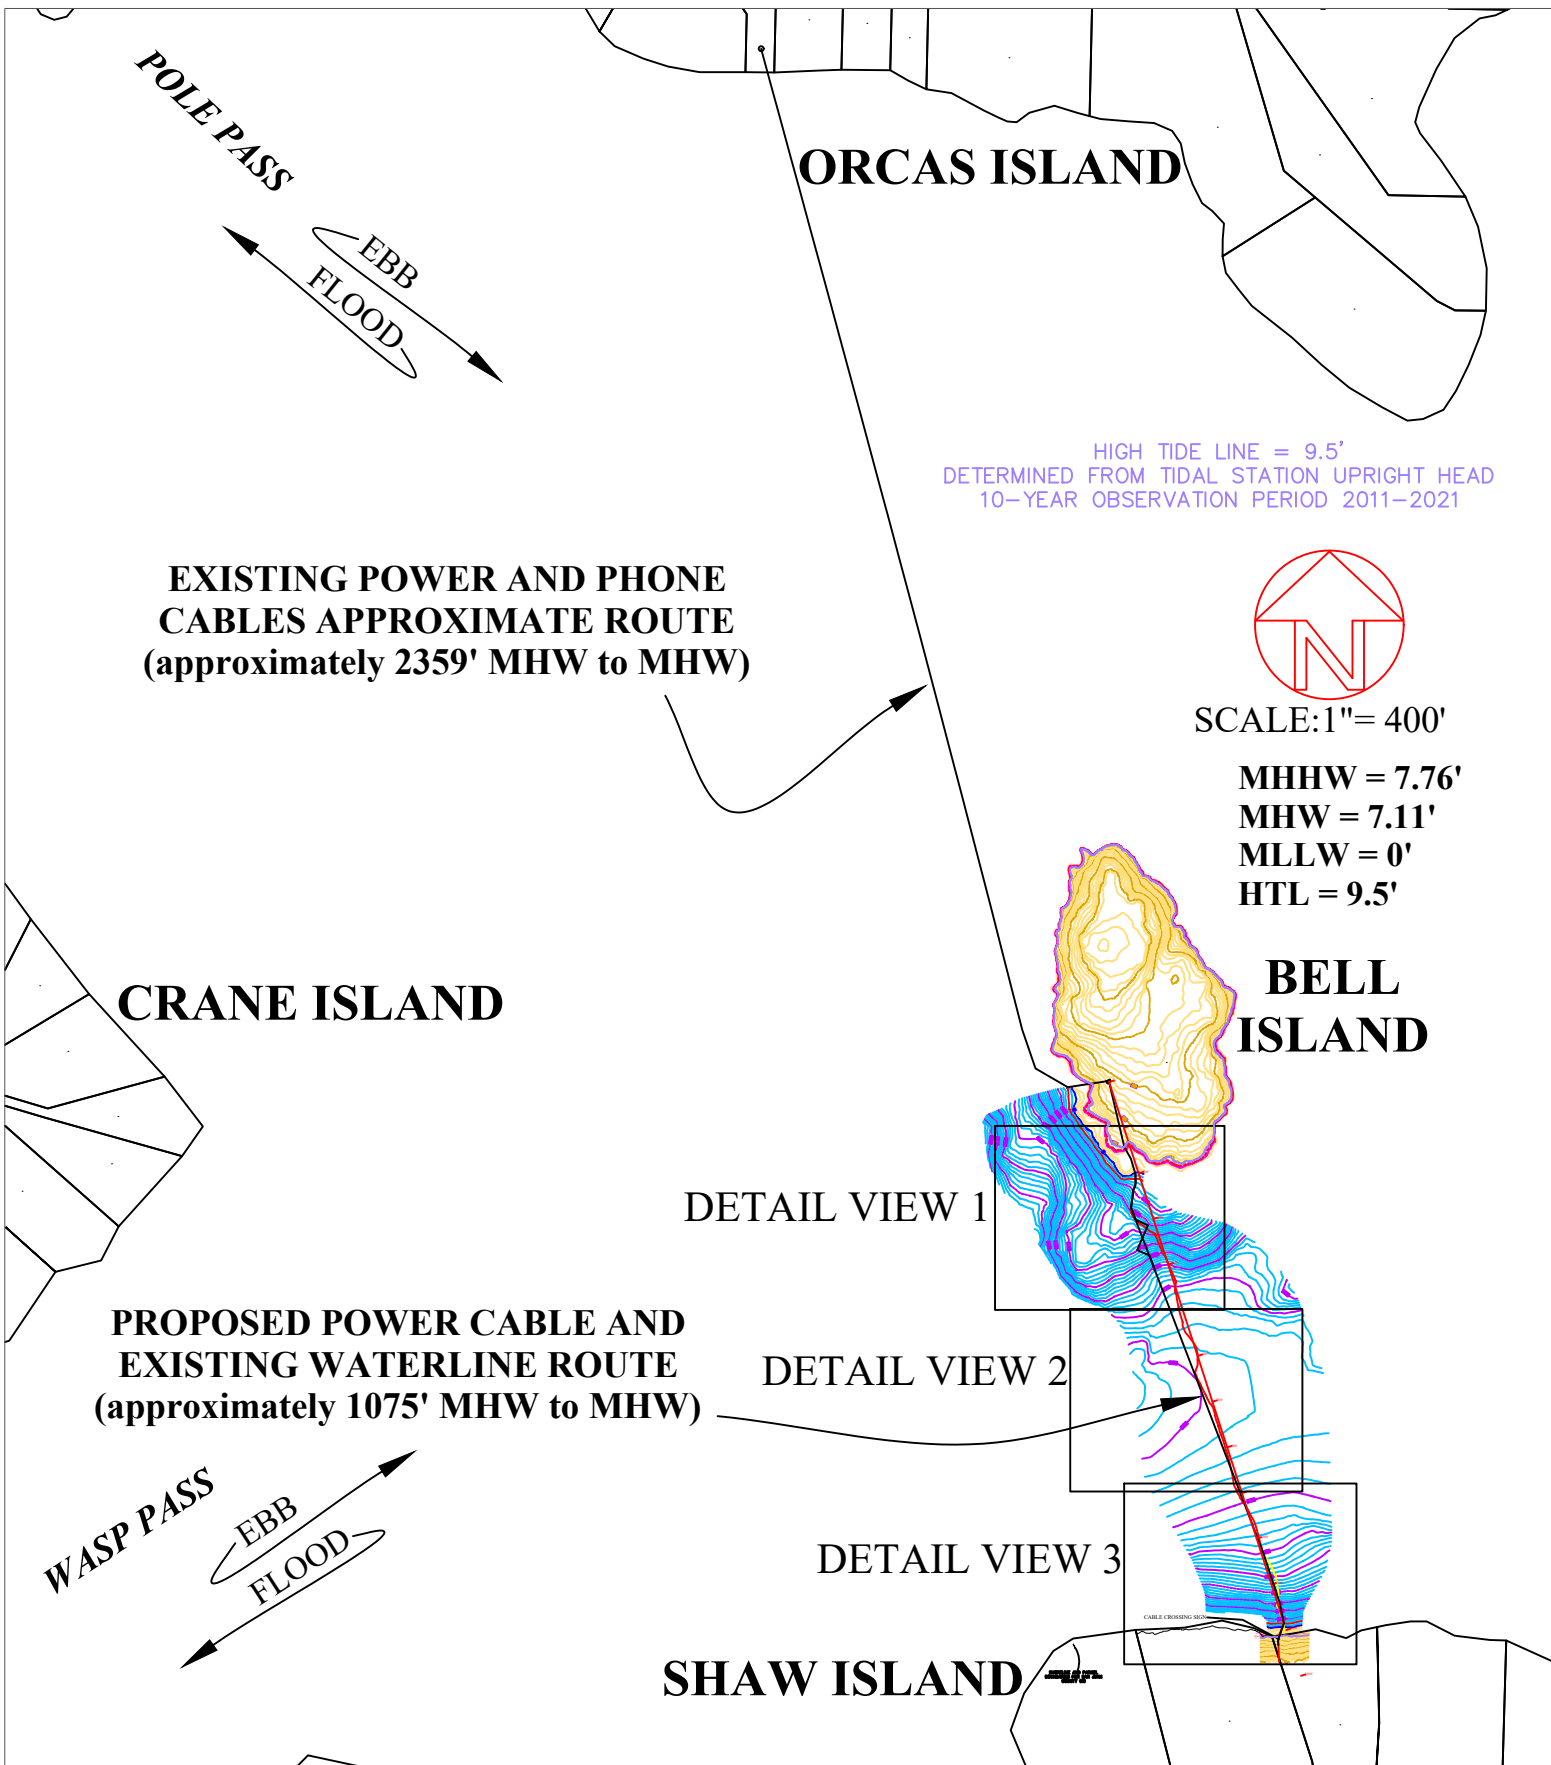 POLE PASS
ORCAS ISLAND
EBB
FLOOD
HIGH TIDE LINE = 9.5'
DETERMINED FROM TIDAL STATION UPRIGHT HEAD
10-YEAR OBSERVATION PERIOD 2011-2021
EXISTING POWER AND PHONE
CABLES APPROXIMATE ROUTE
(approximately 2359' MHW to MHW)
N
SCALE:1"= 400'
MHHW = 7.76'
MHW = 7.11'
MLLW = 0'
HTL = 9.5'
BELL
ISLAND
CRANE ISLAND
DETAIL VIEW 1
PROPOSED POWER CABLE AND
EXISTING WATERLINE ROUTE
(approximately 1075' MHW to MHW)
DETAIL VIEW 2
WASP PASS
EBB
FLOOD
DETAIL VIEW 3
CABLE CROSSING SIGN
SHAW ISLAND